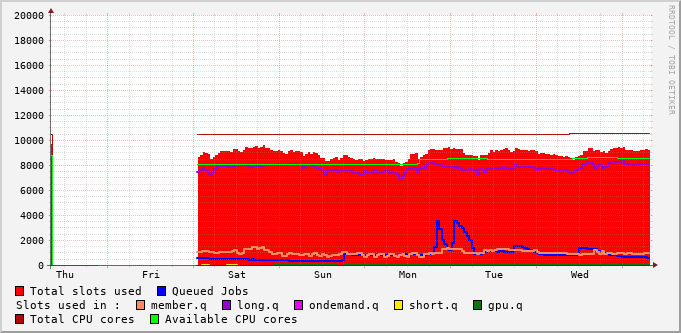 20000
18000
16000
14000
12000
10000
8000
6000
4000
2000
0
Thu Fri Sat Sun Mon Tue Wed
RRDTOOL / TOBI OETIKER
Total slots used Queued Jobs
Slots used in : member.q long.q ondemand.q short.q gpu.q
Total CPU cores Available CPU cores